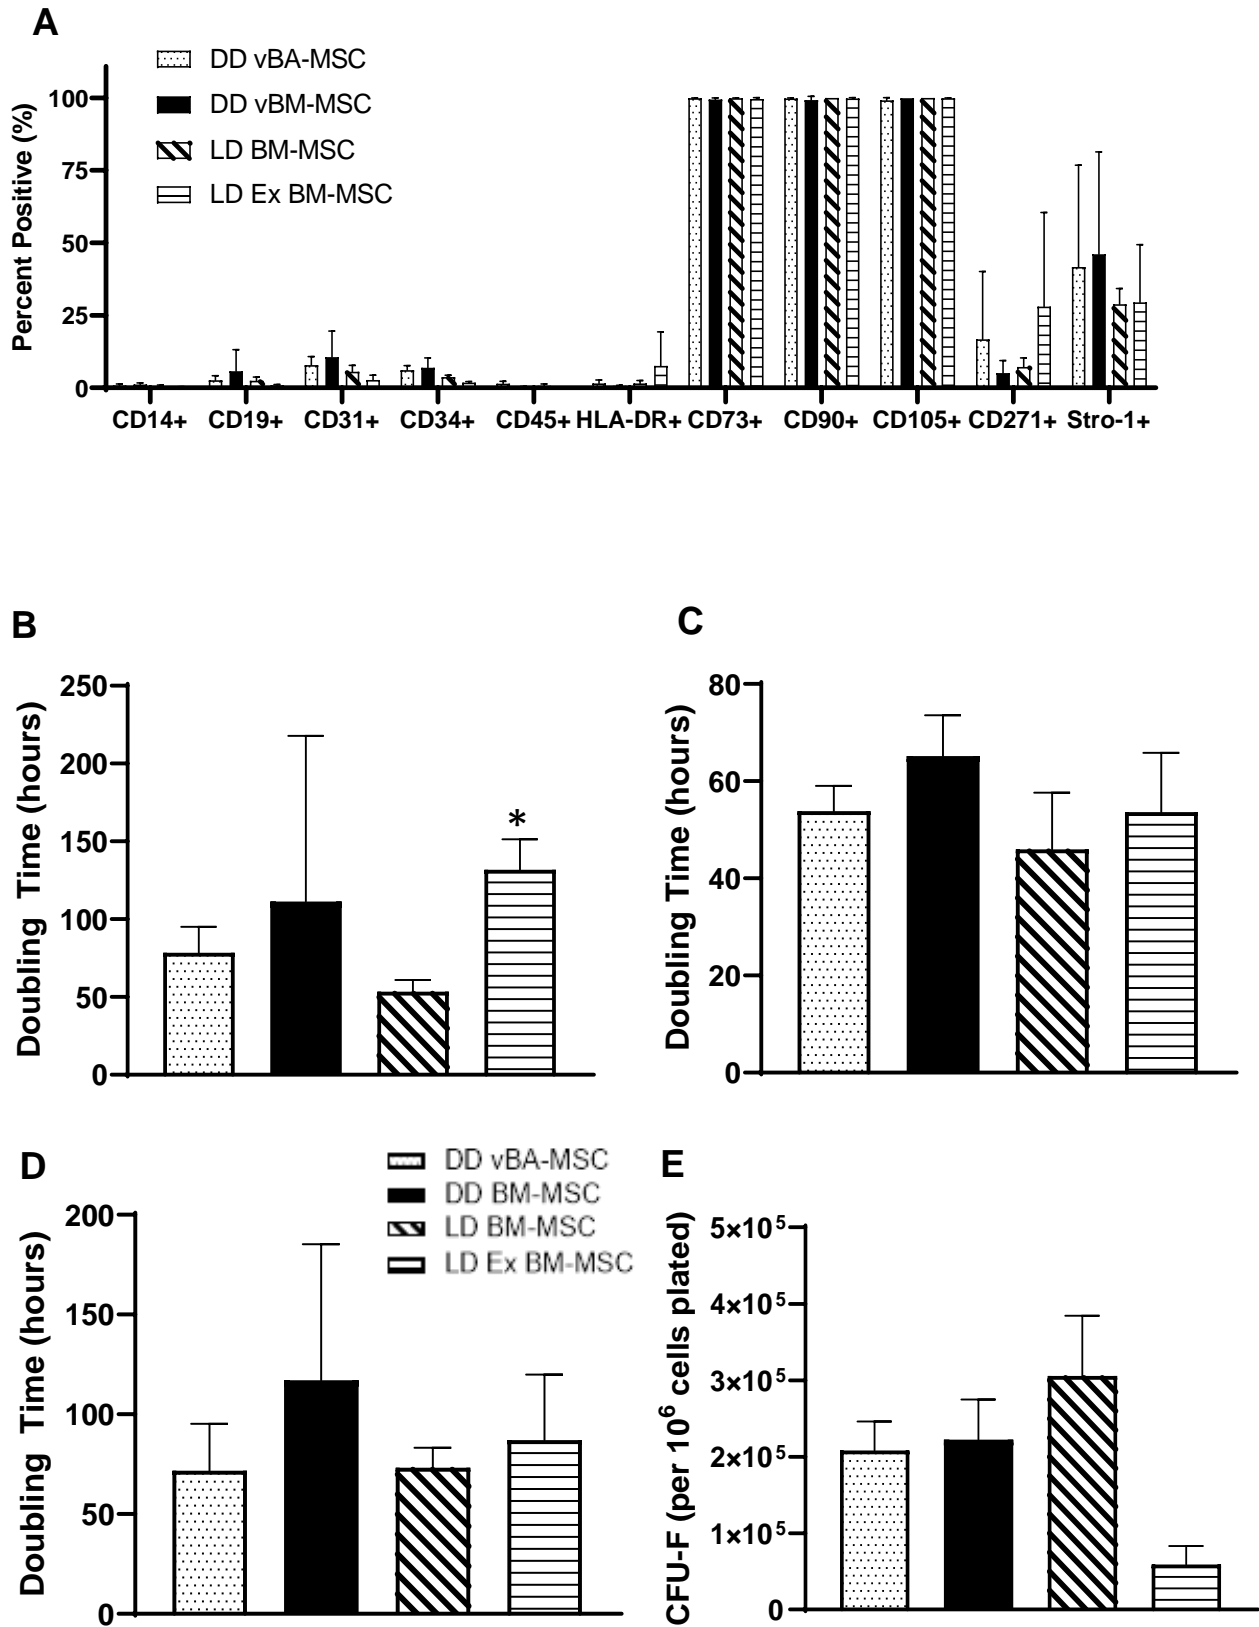 A
DD vBA-MSC
DD vBM-MSC
LD BM-MSC
LD Ex BM-MSC
Percent Positive (%)
100
75
50
25
0
CD14+ CD19+ CD31+ CD34+ CD45+ HLA-DR+ CD73+ CD90+ CD105+ CD271+ Stro-1+
B
Doubling Time (hours)
250
200
150
100
50
0
*
C
Doubling Time (hours)
80
60
40
20
0
D
DD vBA-MSC
DD BM-MSC
LD BM-MSC
LD Ex BM-MSC
Doubling Time (hours)
200
150
100
50
0
E
CFU-F (per 10⁶ cells plated)
5×10⁵
4×10⁵
3×10⁵
2×10⁵
1×10⁵
0